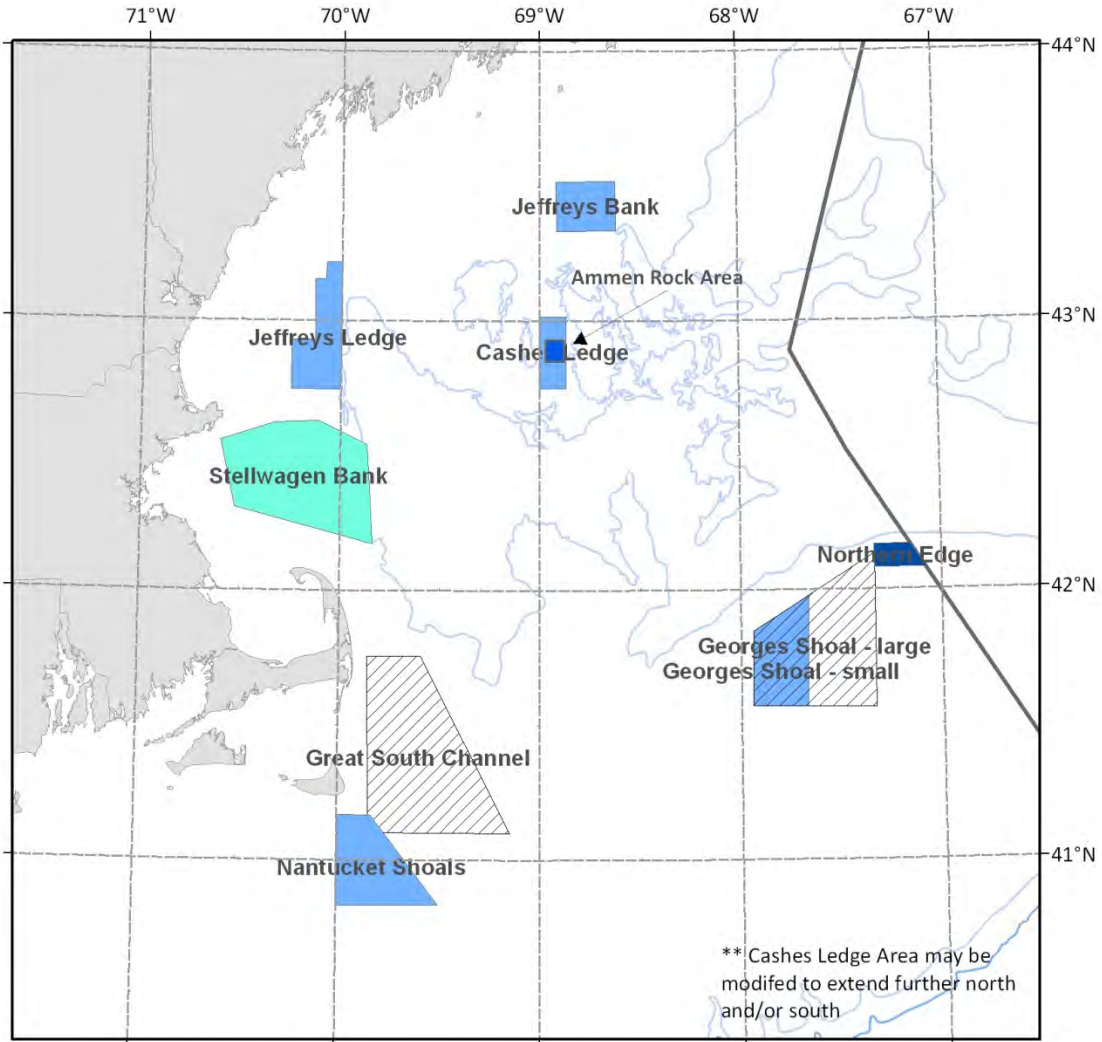 71°W 70°W 69°W 68°W 67°W
44°N
Jeffreys Bank
Ammen Rock Area
43°N
Jeffreys Ledge
Cashes Ledge
Stellwagen Bank
Northern Edge
42°N
Georges Shoal - large
Georges Shoal - small
Great South Channel
41°N
Nantucket Shoals
** Cashes Ledge Area may be
modifed to extend further north
and/or south